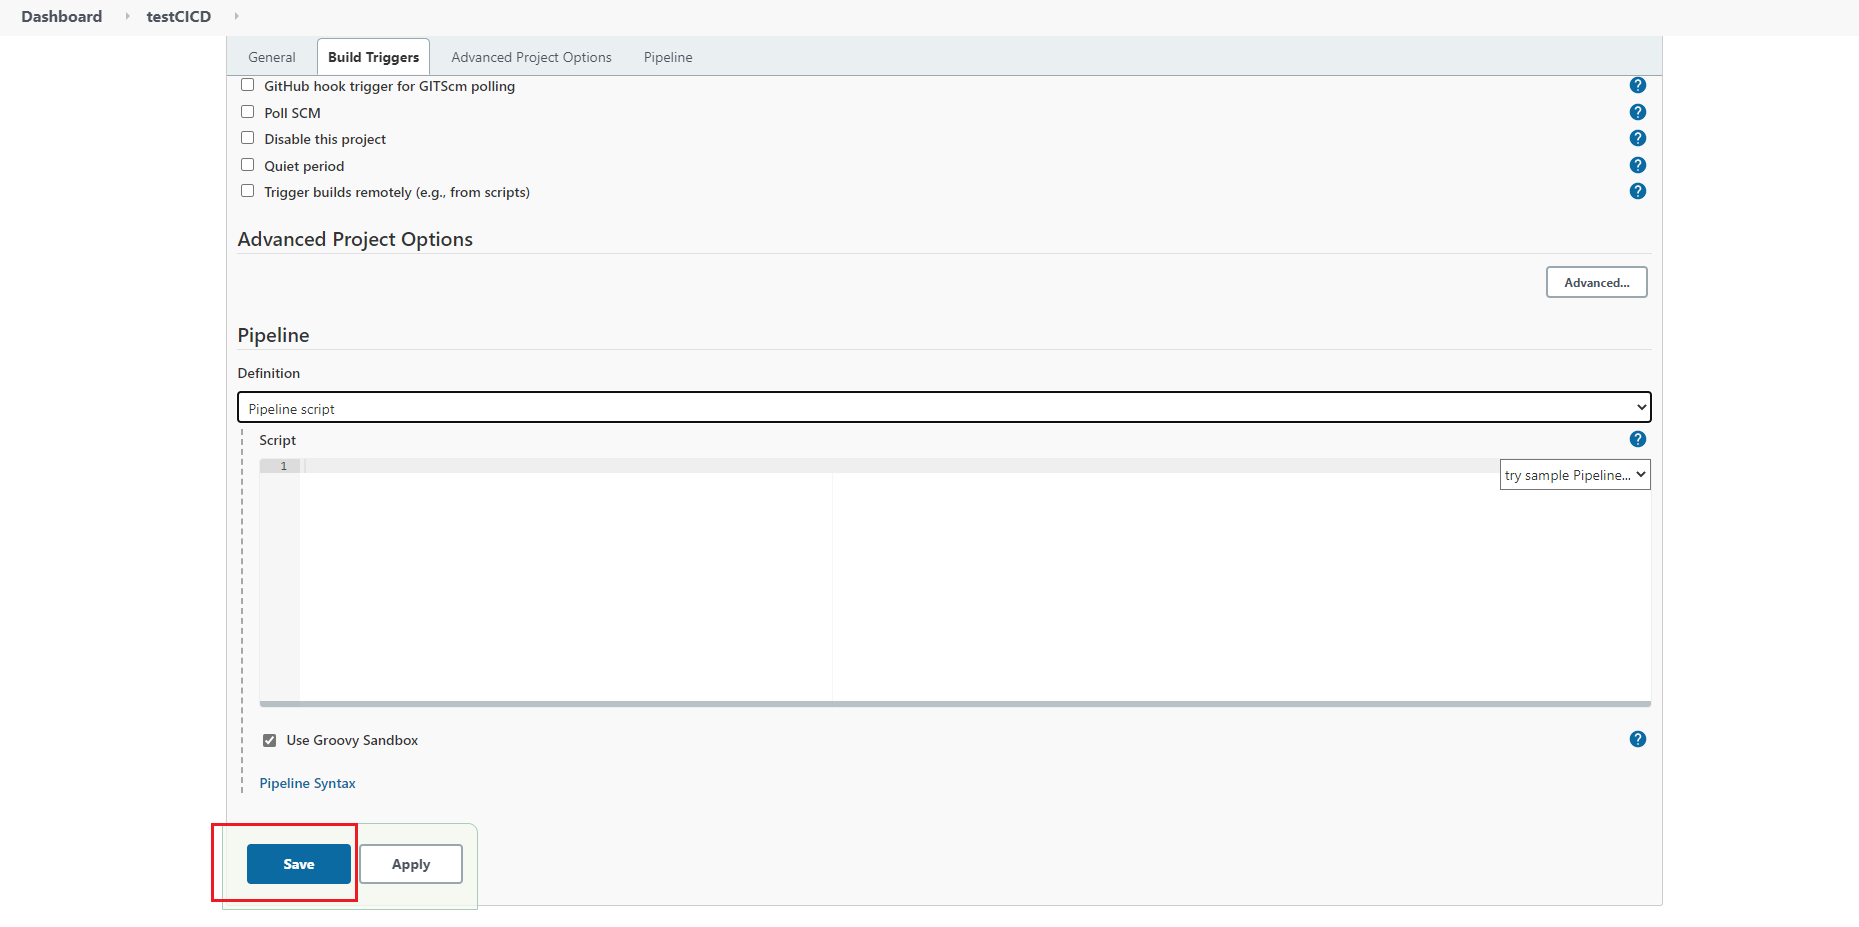 Dashboard testCICD
General Build Triggers Advanced Project Options Pipeline
GitHub hook trigger for GITScm polling ?
Poll SCM ?
Disable this project ?
Quiet period ?
Trigger builds remotely (e.g., from scripts) ?
Advanced Project Options
Advanced...
Pipeline
Definition
Pipeline script
Script ?
1
try sample Pipeline...
Use Groovy Sandbox ?
Pipeline Syntax
Save Apply